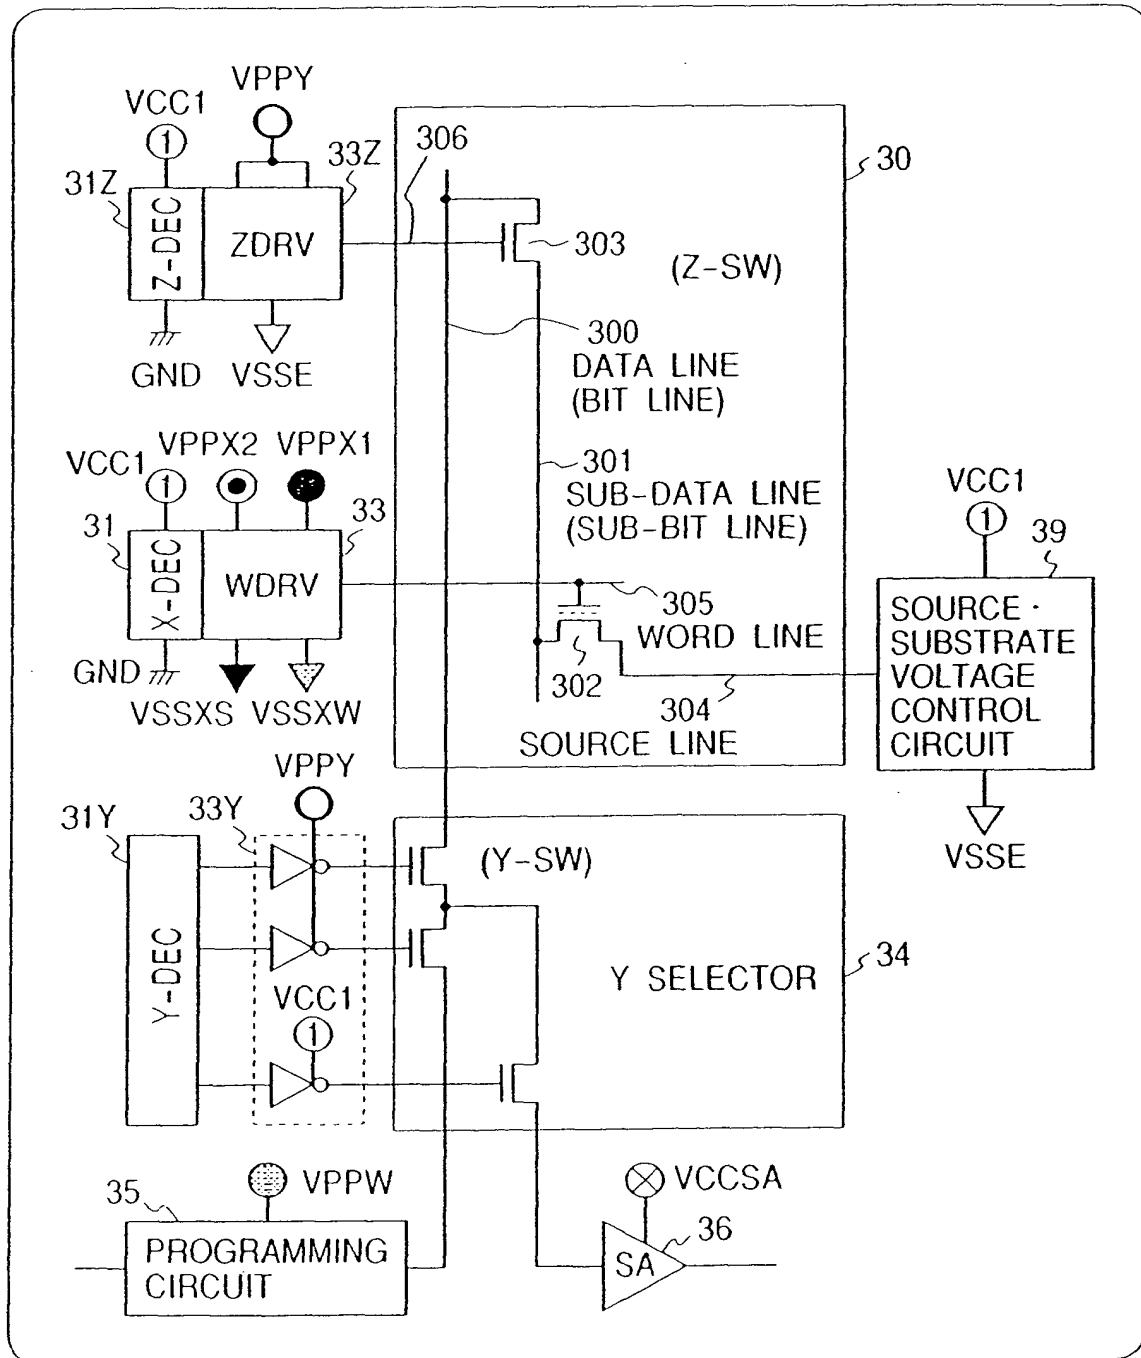 VPPY
VCC1
1
306
33Z
31Z
Z-DEC
ZDRV
GND
VSSE
30
303
(Z-SW)
300
DATA LINE
(BIT LINE)
VPPX2
VPPX1
VCC1
1
31
33
X-DEC
WDRV
GND
VSSXS
VSSXW
301
SUB-DATA LINE
(SUB-BIT LINE)
305
WORD LINE
302
304
SOURCE LINE
VCC1
1
39
SOURCE ·
SUBSTRATE
VOLTAGE
CONTROL
CIRCUIT
VSSE
VPPY
31Y
33Y
Y-DEC
(Y-SW)
VCC1
1
Y SELECTOR
34
35
VPPW
PROGRAMMING
CIRCUIT
VCCSA
36
SA